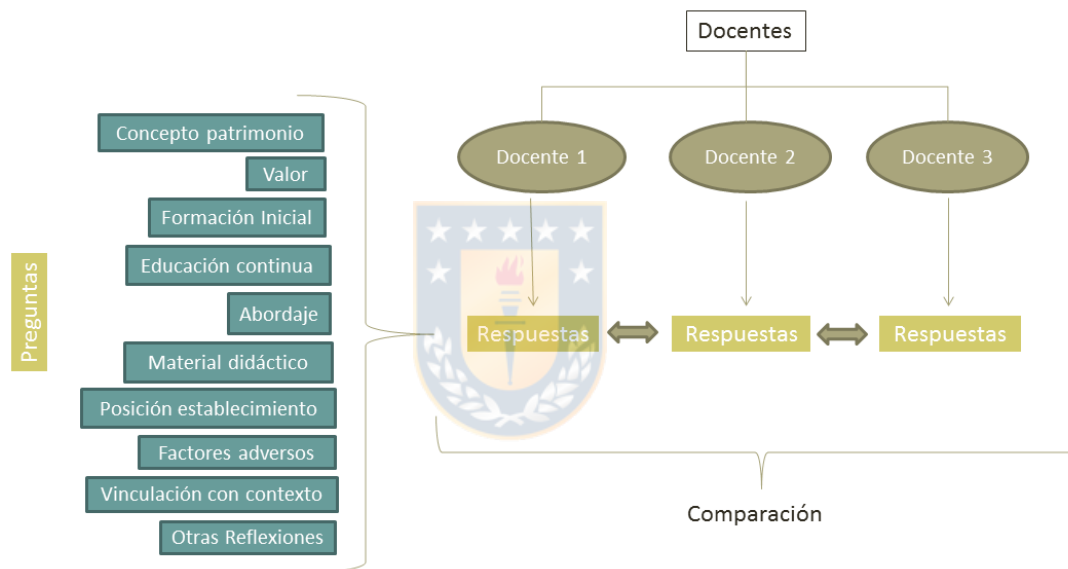 Docentes
Preguntas
Concepto patrimonio
Valor
Formación Inicial
Educación continua
Abordaje
Material didáctico
Posición establecimiento
Factores adversos
Vinculación con contexto
Otras Reflexiones
Docente 1
Docente 2
Docente 3
Respuestas
Respuestas
Respuestas
Comparación